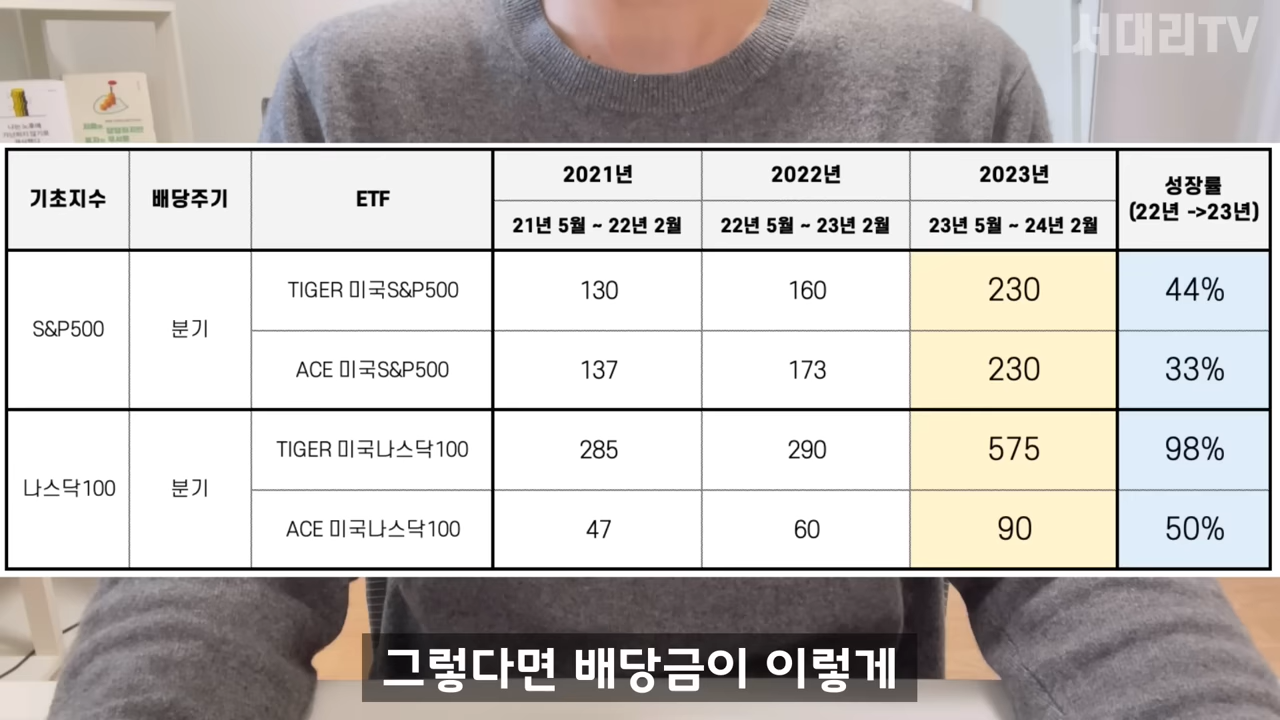 서대리TV
기초지수 배당주기 ETF 2021년 2022년 2023년 성장률
(22년 ->23년)
21년 5월 ~ 22년 2월 22년 5월 ~ 23년 2월 23년 5월 ~ 24년 2월
S&P500 분기 TIGER 미국S&P500 130 160 230 44%
ACE 미국S&P500 137 173 230 33%
나스닥100 분기 TIGER 미국나스닥100 285 290 575 98%
ACE 미국나스닥100 47 60 90 50%
그렇다면 배당금이 이렇게